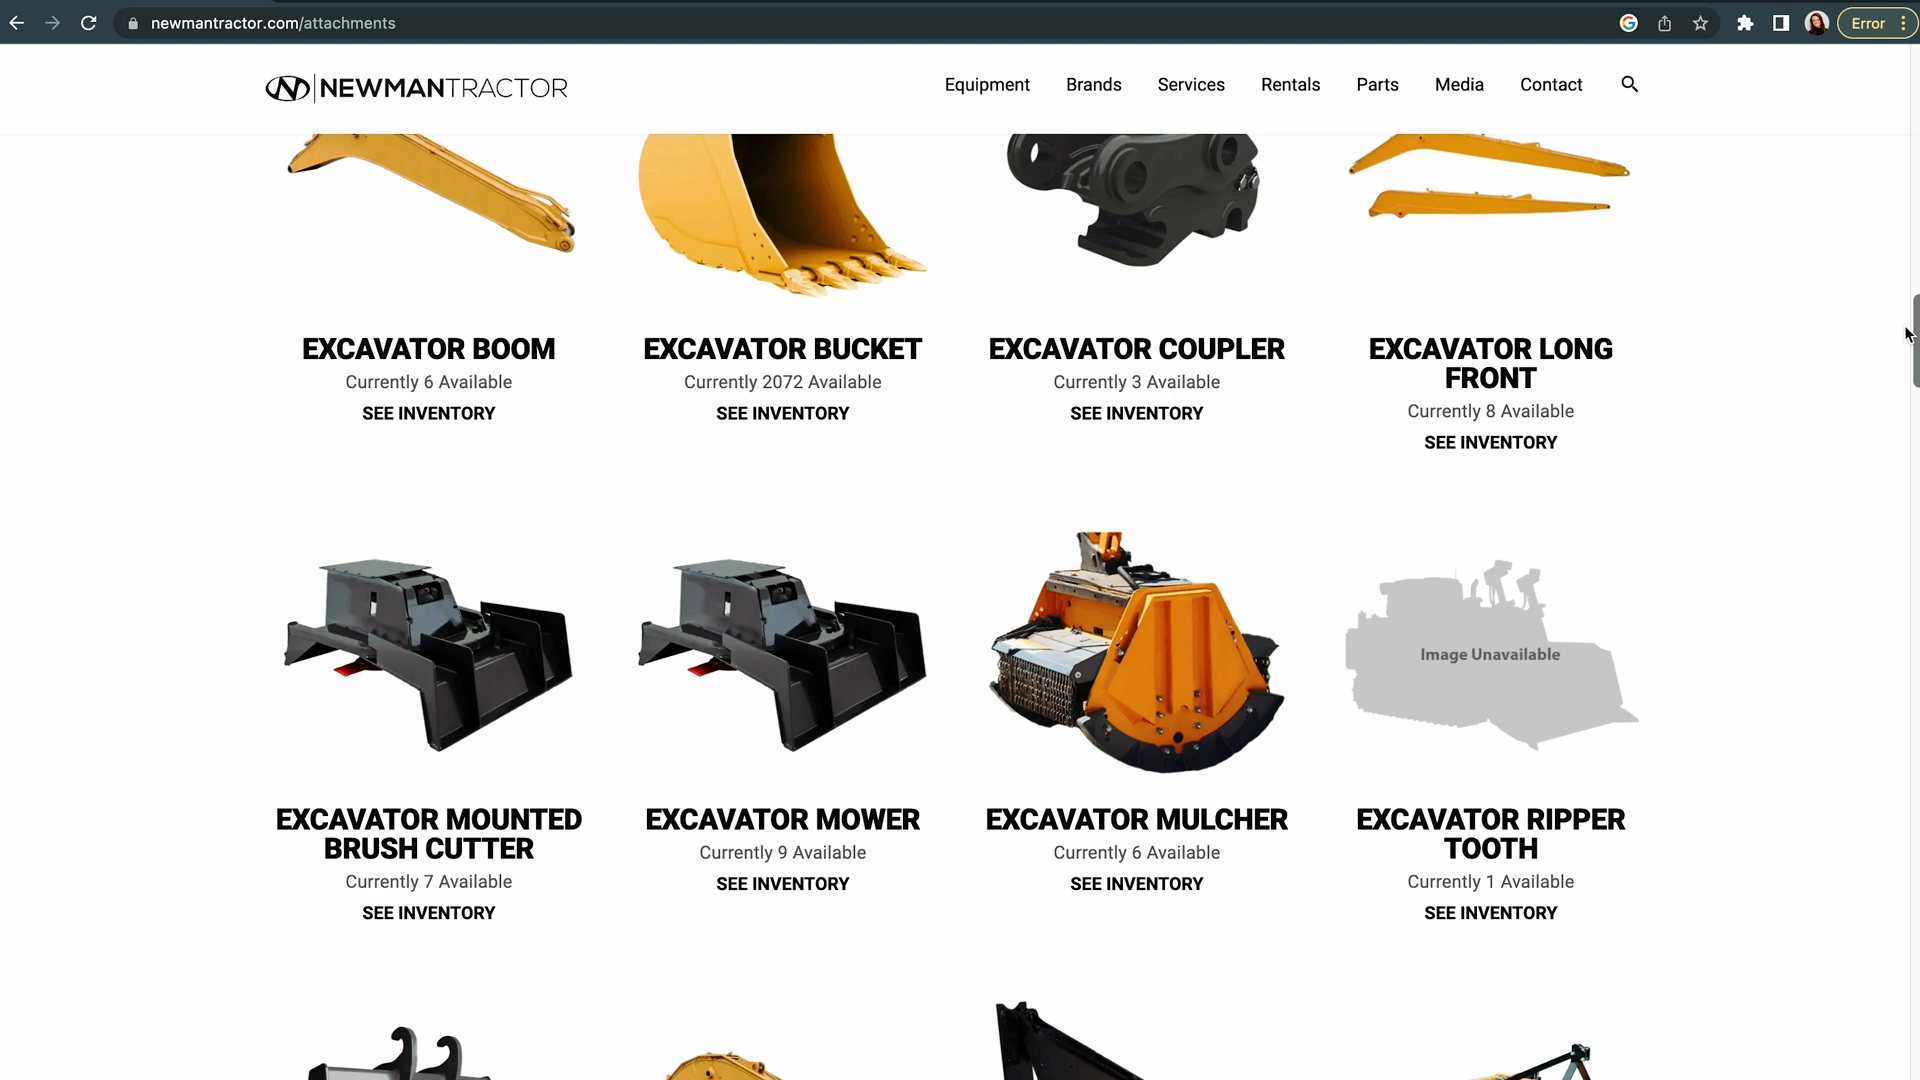 newmantractor.com/attachments
Error
NEWMANTRACTOR
Equipment
Brands
Services
Rentals
Parts
Media
Contact
EXCAVATOR BOOM
Currently 6 Available
SEE INVENTORY
EXCAVATOR BUCKET
Currently 2072 Available
SEE INVENTORY
EXCAVATOR COUPLER
Currently 3 Available
SEE INVENTORY
EXCAVATOR LONG
FRONT
Currently 8 Available
SEE INVENTORY
EXCAVATOR MOUNTED
BRUSH CUTTER
Currently 7 Available
SEE INVENTORY
EXCAVATOR MOWER
Currently 9 Available
SEE INVENTORY
EXCAVATOR MULCHER
Currently 6 Available
SEE INVENTORY
Image Unavailable
EXCAVATOR RIPPER
TOOTH
Currently 1 Available
SEE INVENTORY